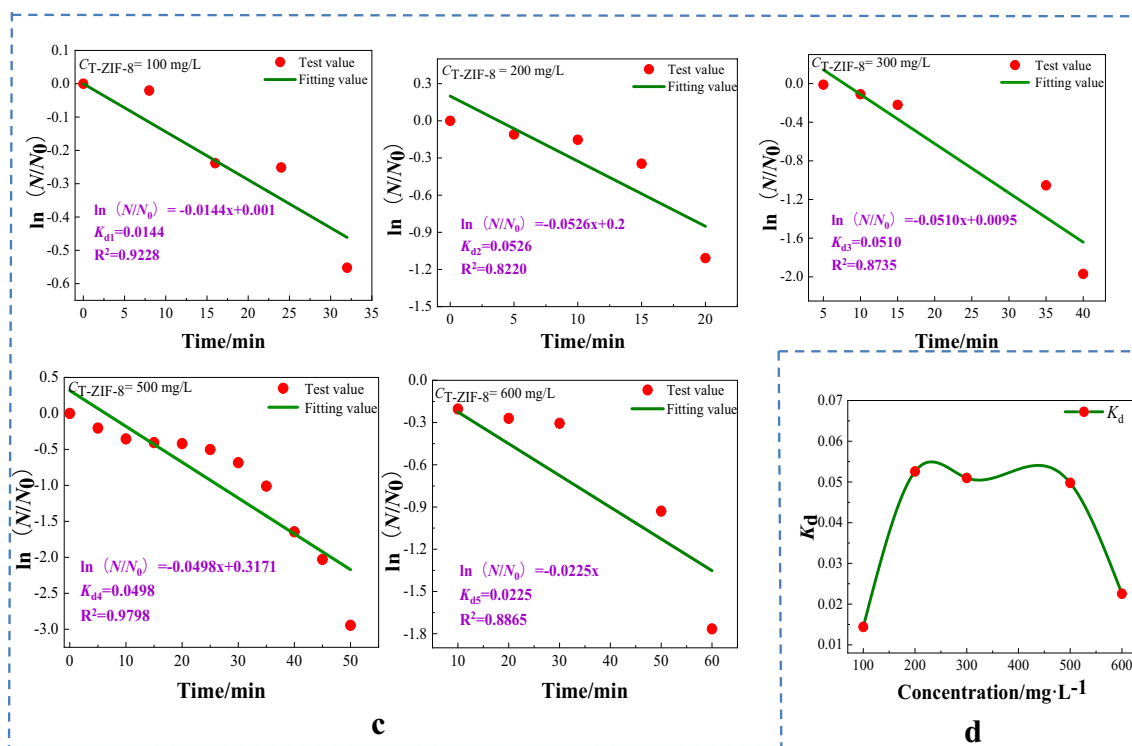 C_T-ZIF-8= 100 mg/L
Test value
Fitting value
0.1
0.0
-0.1
-0.2
-0.3
-0.4
-0.5
-0.6
ln（N/N0）
ln（N/N₀）= -0.0144x+0.001
K_d1=0.0144
R²=0.9228
0 5 10 15 20 25 30 35
Time/min
C_T-ZIF-8= 200 mg/L
Test value
Fitting value
0.3
0.0
-0.3
-0.6
-0.9
-1.2
-1.5
ln（N/N0）
ln（N/N₀）=-0.0526x+0.2
K_d2=0.0526
R²=0.8220
0 5 10 15 20
Time/min
C_T-ZIF-8= 300 mg/L
Test value
Fitting value
0.0
-0.4
-0.8
-1.2
-1.6
-2.0
ln（N/N0）
ln（N/N₀）=-0.0510x+0.0095
K_d3=0.0510
R²=0.8735
5 10 15 20 25 30 35 40
Time/min
C_T-ZIF-8= 500 mg/L
Test value
Fitting value
0.5
0.0
-0.5
-1.0
-1.5
-2.0
-2.5
-3.0
ln（N/N0）
ln（N/N₀）=-0.0498x+0.3171
K_d4=0.0498
R²=0.9798
0 10 20 30 40 50
Time/min
C_T-ZIF-8= 600 mg/L
Test value
Fitting value
0.0
-0.3
-0.6
-0.9
-1.2
-1.5
-1.8
ln（N/N0）
ln（N/N₀）=-0.0225x
K_d5=0.0225
R²=0.8865
10 20 30 40 50 60
Time/min
c
K_d
0.07
0.06
0.05
0.04
0.03
0.02
0.01
Kd
100 200 300 400 500 600
Concentration/mg·L⁻¹
d